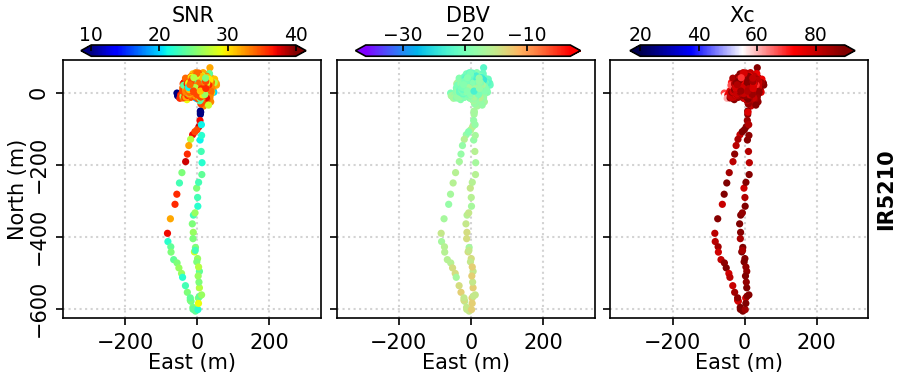 SNR DBV Xc
10 20 30 40 −30 −20 −10 20 40 60 80
North (m)
0
−200
−400
−600
IR5210
−200 0 200 −200 0 200 −200 0 200
East (m) East (m) East (m)